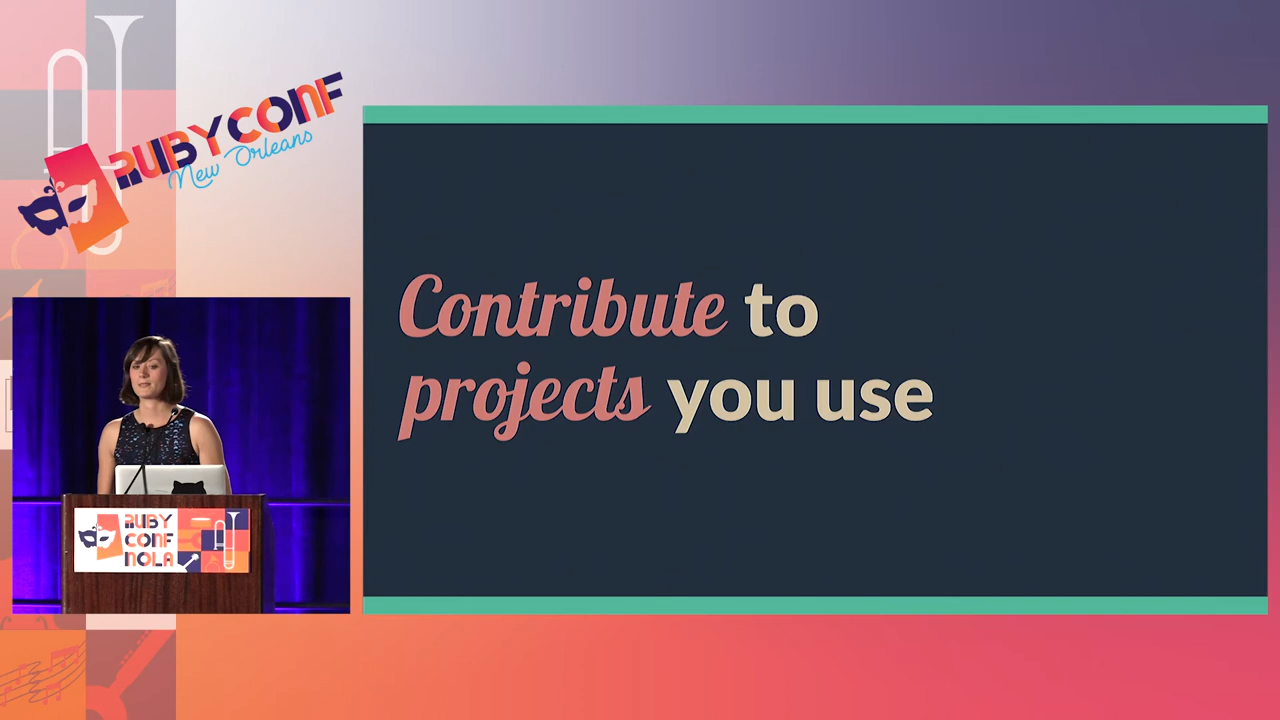 RUBYCONF
New Orleans
Contribute to
projects you use
RUBY
CONF
NOLA